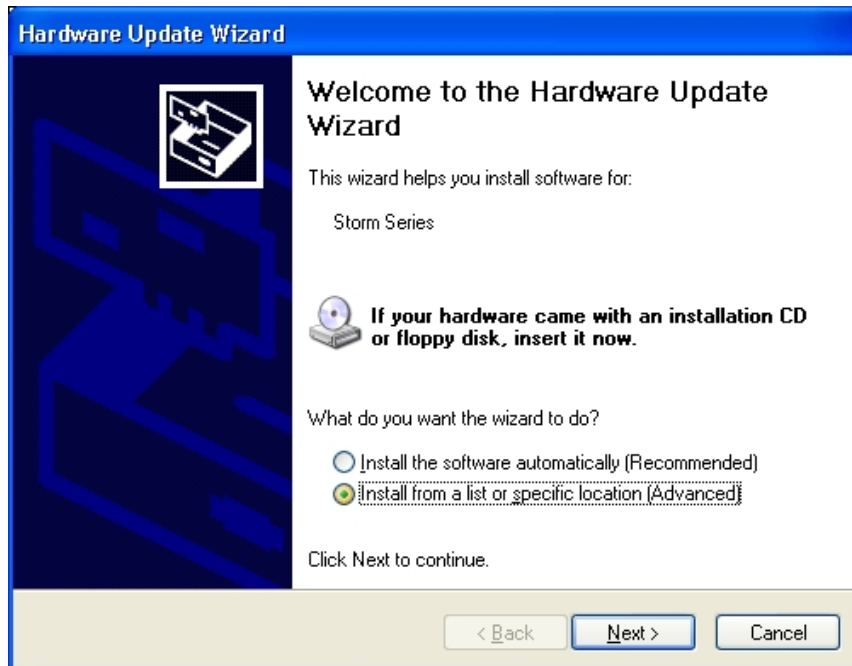 Hardware Update Wizard
Welcome to the Hardware Update
Wizard
This wizard helps you install software for:
Storm Series
If your hardware came with an installation CD
or floppy disk, insert it now.
What do you want the wizard to do?
Install the software automatically (Recommended)
Install from a list or specific location (Advanced)
Click Next to continue.
< Back Next > Cancel